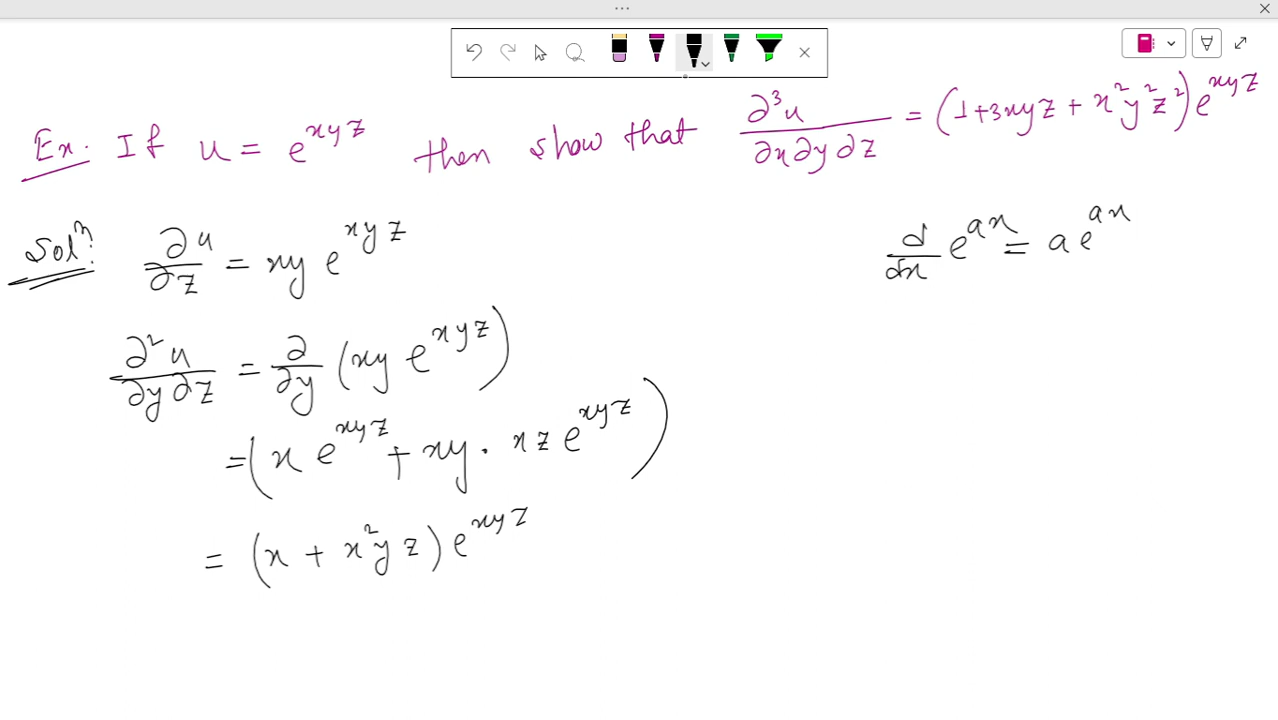 Ex. If u = e^{xyz} then show that ∂³u/∂x∂y∂z = (1+3xyz + x²y²z²) e^{xyz}
Solⁿ: ∂u/∂z = xy e^{xyz}
d/dx e^{ax} = a e^{ax}
∂²u/∂y∂z = ∂/∂y (xy e^{xyz})
= (x e^{xyz} + xy · xz e^{xyz})
= (x + x²yz) e^{xyz}